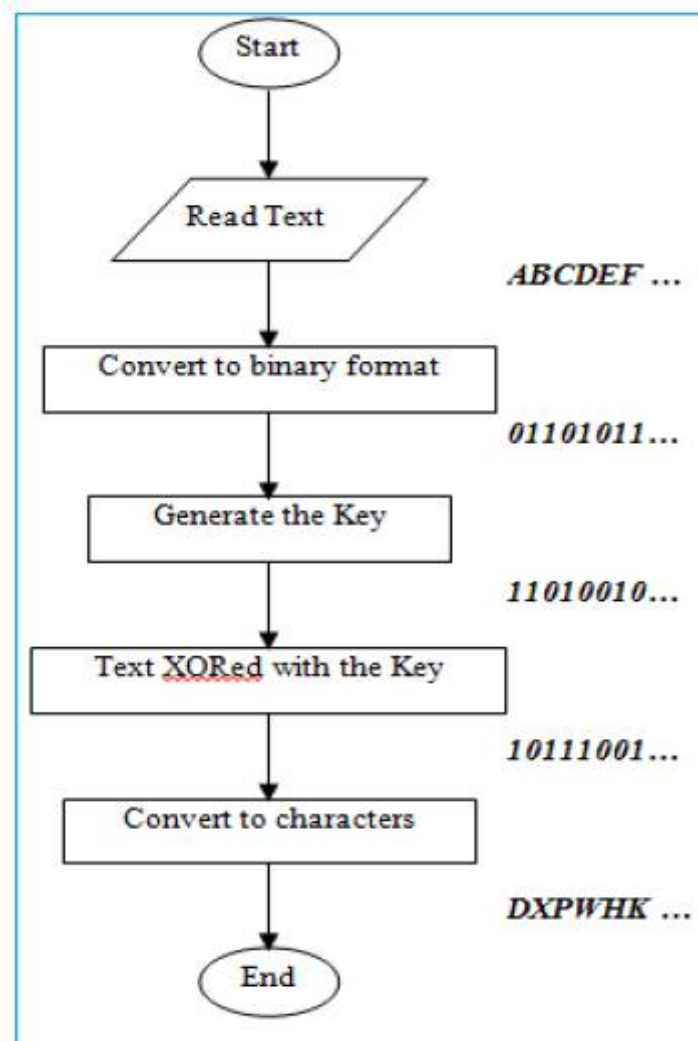 Start
Read Text
ABCDEF ...
Convert to binary format
01101011...
Generate the Key
11010010...
Text XORed with the Key
10111001...
Convert to characters
DXPWHK ...
End